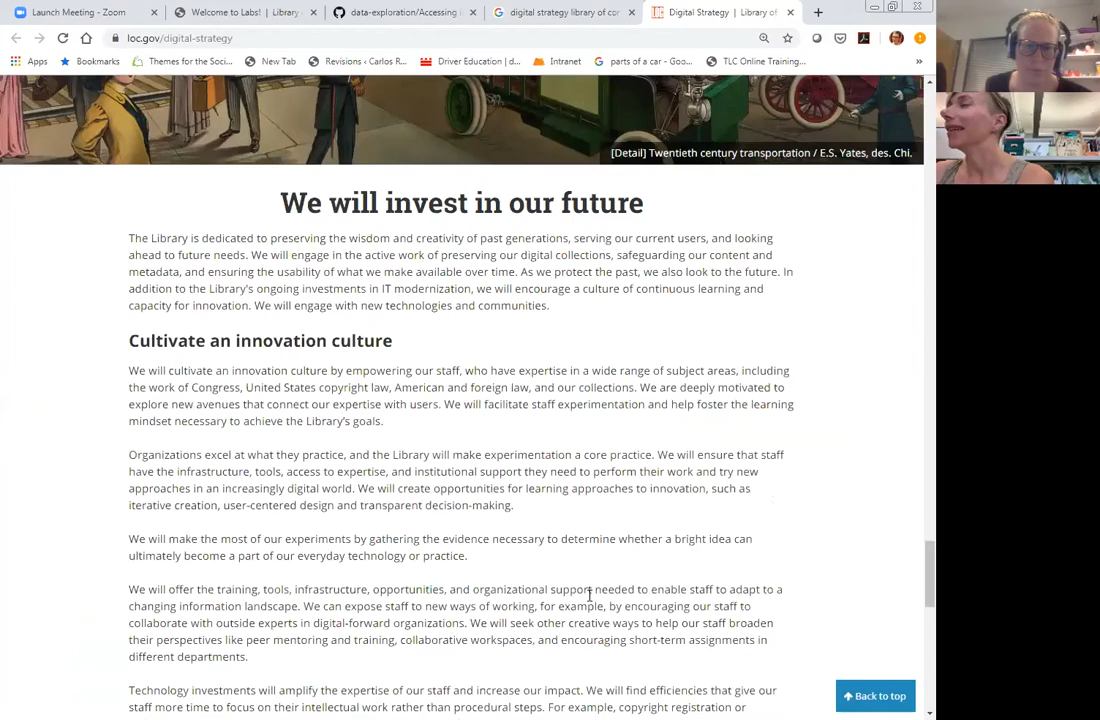 Launch Meeting - Zoom
Welcome to Labs! | Library
data-exploration/Accessing
digital strategy library of con
Digital Strategy | Library of
loc.gov/digital-strategy
Apps
Bookmarks
Themes for the Soci...
New Tab
Revisions ‹ Carlos R...
Driver Education | d...
Intranet
parts of a car - Goo...
TLC Online Training...
[Detail] Twentieth century transportation / E.S. Yates, des. Chi.
We will invest in our future
The Library is dedicated to preserving the wisdom and creativity of past generations, serving our current users, and looking
ahead to future needs. We will engage in the active work of preserving our digital collections, safeguarding our content and
metadata, and ensuring the usability of what we make available over time. As we protect the past, we also look to the future. In
addition to the Library's ongoing investments in IT modernization, we will encourage a culture of continuous learning and
capacity for innovation. We will engage with new technologies and communities.
Cultivate an innovation culture
We will cultivate an innovation culture by empowering our staff, who have expertise in a wide range of subject areas, including
the work of Congress, United States copyright law, American and foreign law, and our collections. We are deeply motivated to
explore new avenues that connect our expertise with users. We will facilitate staff experimentation and help foster the learning
mindset necessary to achieve the Library's goals.
Organizations excel at what they practice, and the Library will make experimentation a core practice. We will ensure that staff
have the infrastructure, tools, access to expertise, and institutional support they need to perform their work and try new
approaches in an increasingly digital world. We will create opportunities for learning approaches to innovation, such as
iterative creation, user-centered design and transparent decision-making.
We will make the most of our experiments by gathering the evidence necessary to determine whether a bright idea can
ultimately become a part of our everyday technology or practice.
We will offer the training, tools, infrastructure, opportunities, and organizational support needed to enable staff to adapt to a
changing information landscape. We can expose staff to new ways of working, for example, by encouraging our staff to
collaborate with outside experts in digital-forward organizations. We will seek other creative ways to help our staff broaden
their perspectives like peer mentoring and training, collaborative workspaces, and encouraging short-term assignments in
different departments.
Technology investments will amplify the expertise of our staff and increase our impact. We will find efficiencies that give our
staff more time to focus on their intellectual work rather than procedural steps. For example, copyright registration or
Back to top